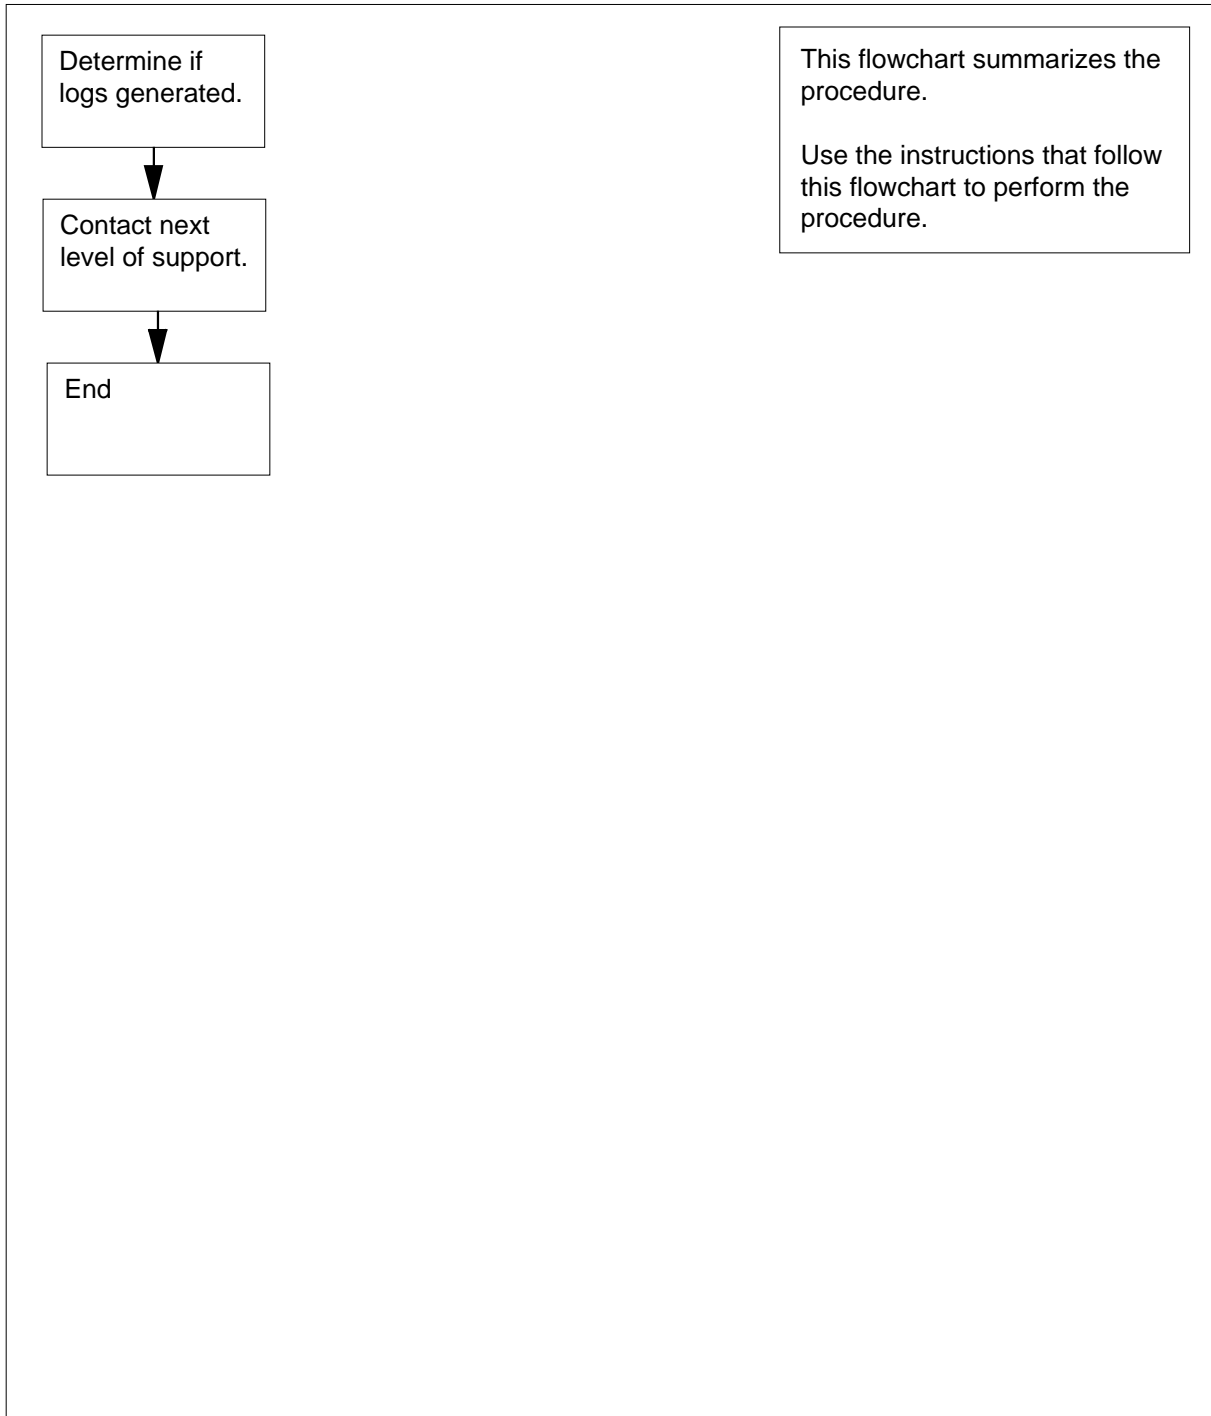 Determine if
logs generated.
Contact next
level of support.
End
This flowchart summarizes the
procedure.
Use the instructions that follow
this flowchart to perform the
procedure.